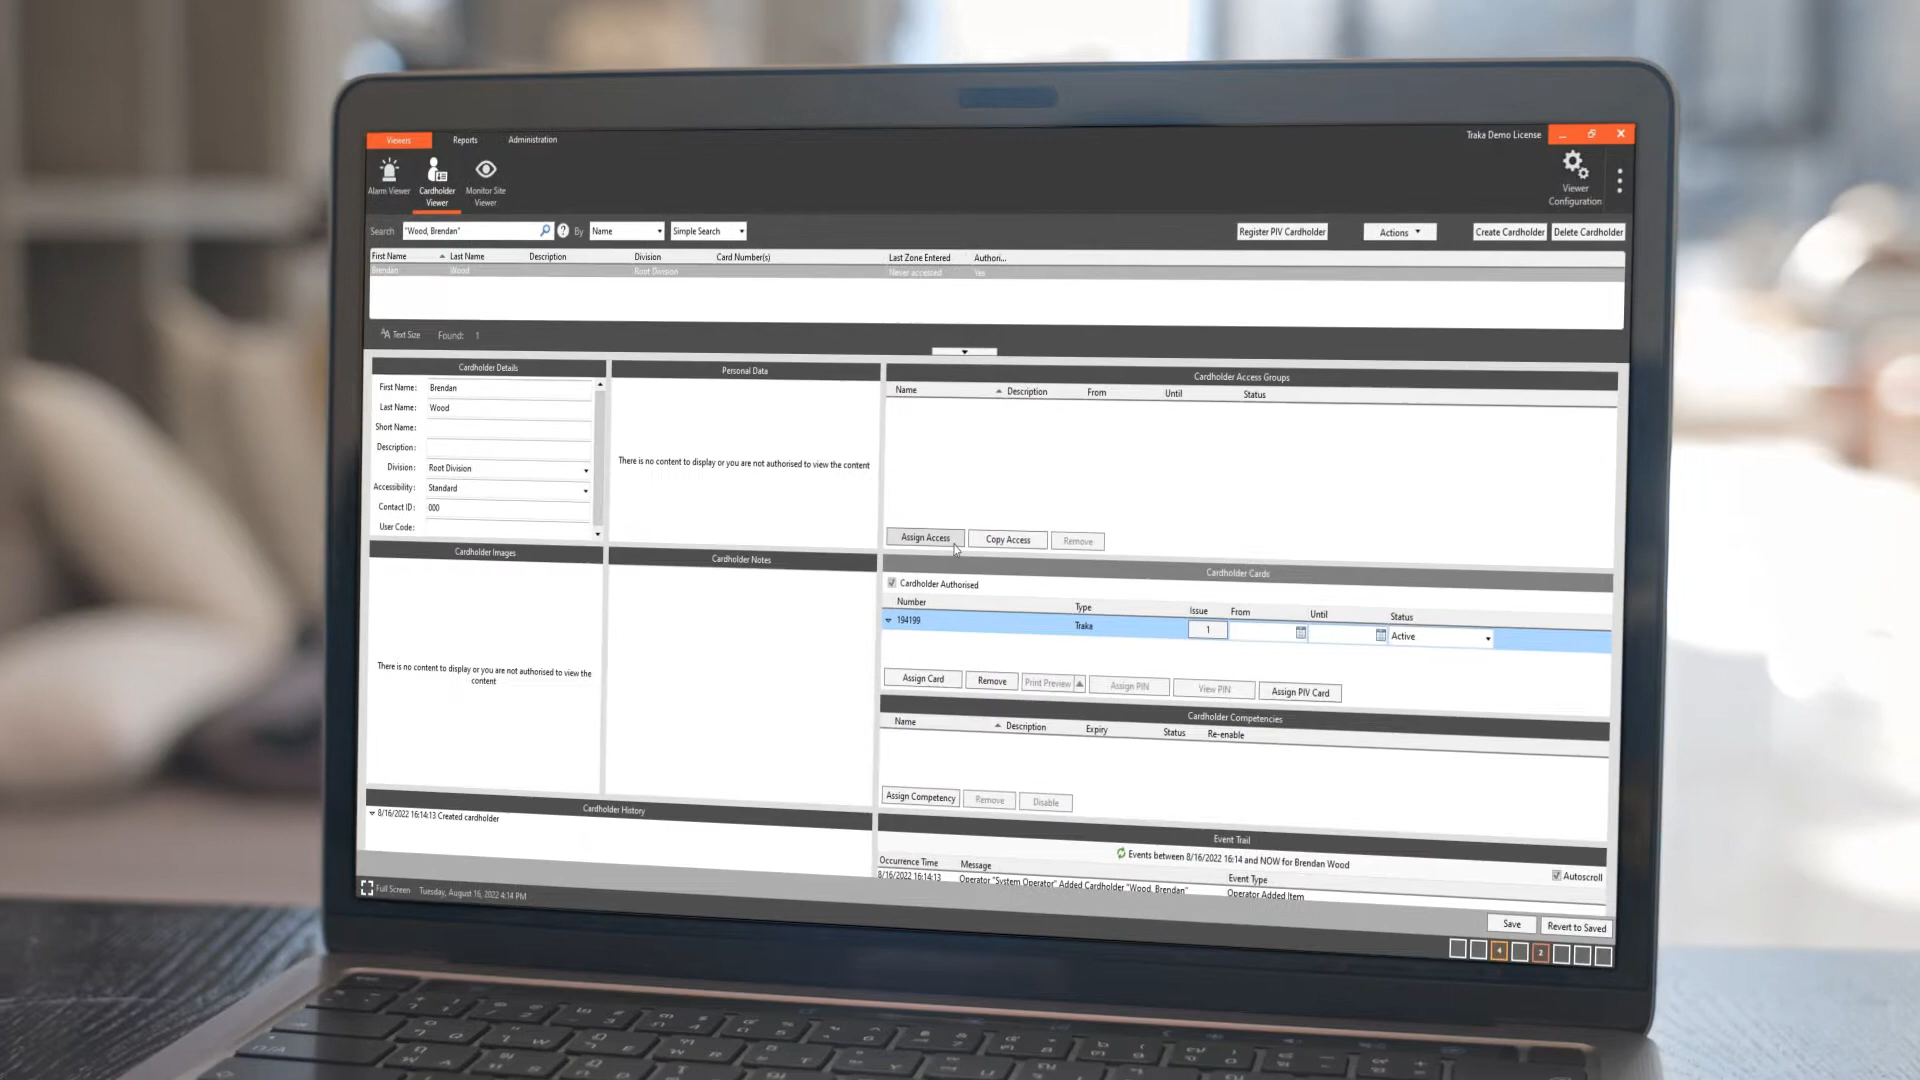 Viewers Reports Administration Traka Demo License
Alarm Viewer
Cardholder Viewer
Monitor Site Viewer
Viewer Configuration
Search "Wood, Brendan" ? By Name Simple Search Register PIV Cardholder Actions Create Cardholder Delete Cardholder
First Name Last Name Description Division Card Number(s) Last Zone Entered Authori...
Brendan Wood Root Division Never accessed Yes
AA Text Size Found: 1
Cardholder Details
First Name: Brendan
Last Name: Wood
Short Name:
Description:
Division: Root Division
Accessibility: Standard
Contact ID: 000
User Code:
Personal Data
There is no content to display or you are not authorised to view the content
Cardholder Access Groups
Name Description From Until Status
Assign Access Copy Access Remove
Cardholder Images
There is no content to display or you are not authorised to view the
content
Cardholder Notes
Cardholder Cards
Cardholder Authorised
Number Type Issue From Until Status
194199 Traka 1 Active
Assign Card Remove Print Preview Assign PIN View PIN Assign PIV Card
Cardholder Competencies
Name Description Expiry Status Re-enable
Assign Competency Remove Disable
Cardholder History
8/16/2022 16:14:13 Created cardholder
Event Trail
Events between 8/16/2022 16:14 and NOW for Brendan Wood
Autoscroll
Occurrence Time Message Event Type
8/16/2022 16:14:13 Operator "System Operator" Added Cardholder "Wood, Brendan" Operator Added Item
Full Screen Tuesday, August 16, 2022 4:14 PM
Save Revert to Saved
4 2